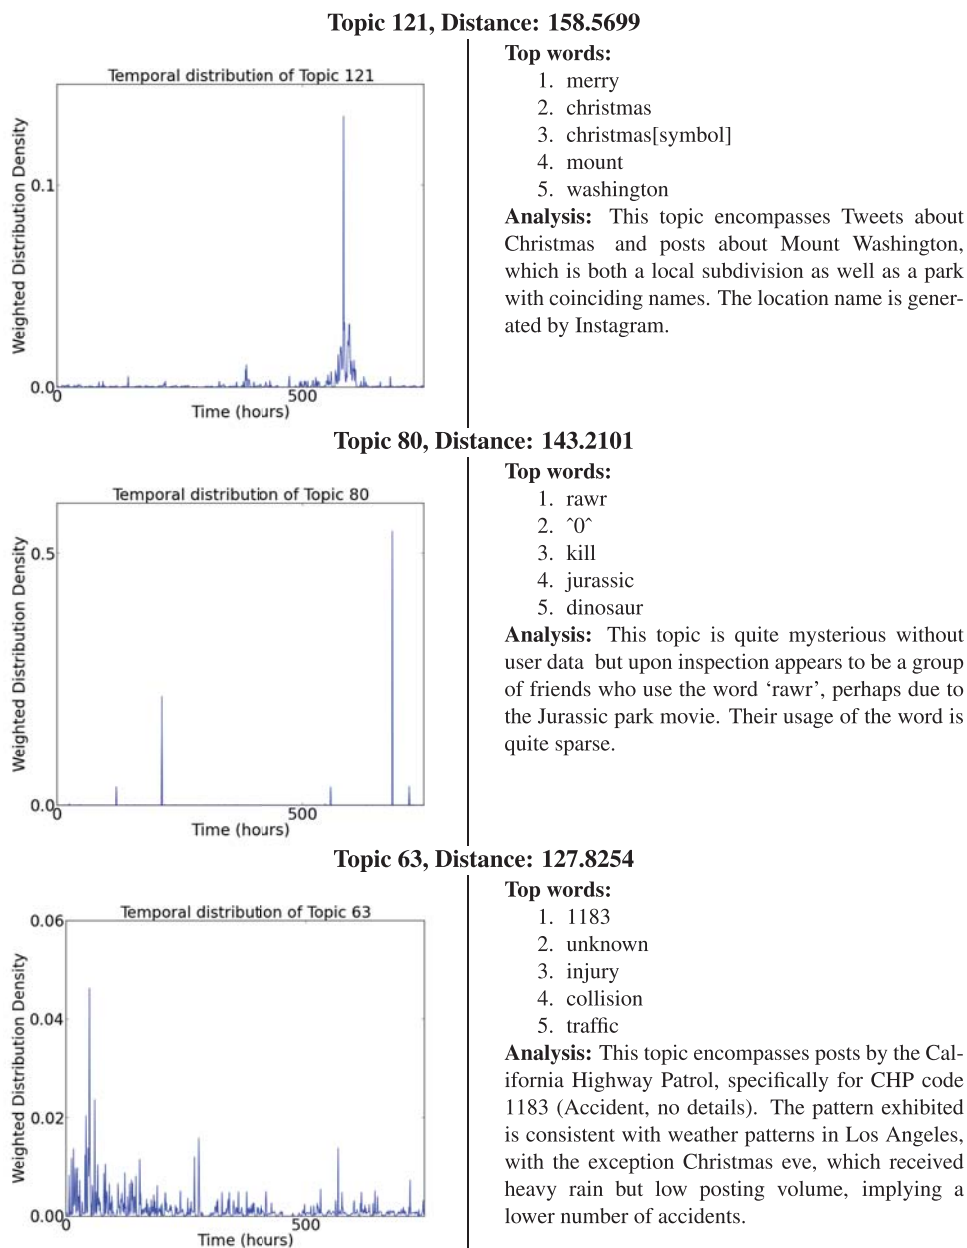 Topic 121, Distance: 158.5699
Temporal distribution of Topic 121
Weighted Distribution Density
0.1
0.0
0
500
Time (hours)
Top words:
1. merry
2. christmas
3. christmas[symbol]
4. mount
5. washington
Analysis: This topic encompasses Tweets about
Christmas and posts about Mount Washington,
which is both a local subdivision as well as a park
with coinciding names. The location name is gener-
ated by Instagram.
Topic 80, Distance: 143.2101
Temporal distribution of Topic 80
Weighted Distribution Density
0.5
0.0
0
500
Time (hours)
Top words:
1. rawr
2. ˆ0ˆ
3. kill
4. jurassic
5. dinosaur
Analysis: This topic is quite mysterious without
user data but upon inspection appears to be a group
of friends who use the word ‘rawr’, perhaps due to
the Jurassic park movie. Their usage of the word is
quite sparse.
Topic 63, Distance: 127.8254
Temporal distribution of Topic 63
Weighted Distribution Density
0.06
0.04
0.02
0.00
0
500
Time (hours)
Top words:
1. 1183
2. unknown
3. injury
4. collision
5. traffic
Analysis: This topic encompasses posts by the Cal-
ifornia Highway Patrol, specifically for CHP code
1183 (Accident, no details). The pattern exhibited
is consistent with weather patterns in Los Angeles,
with the exception Christmas eve, which received
heavy rain but low posting volume, implying a
lower number of accidents.